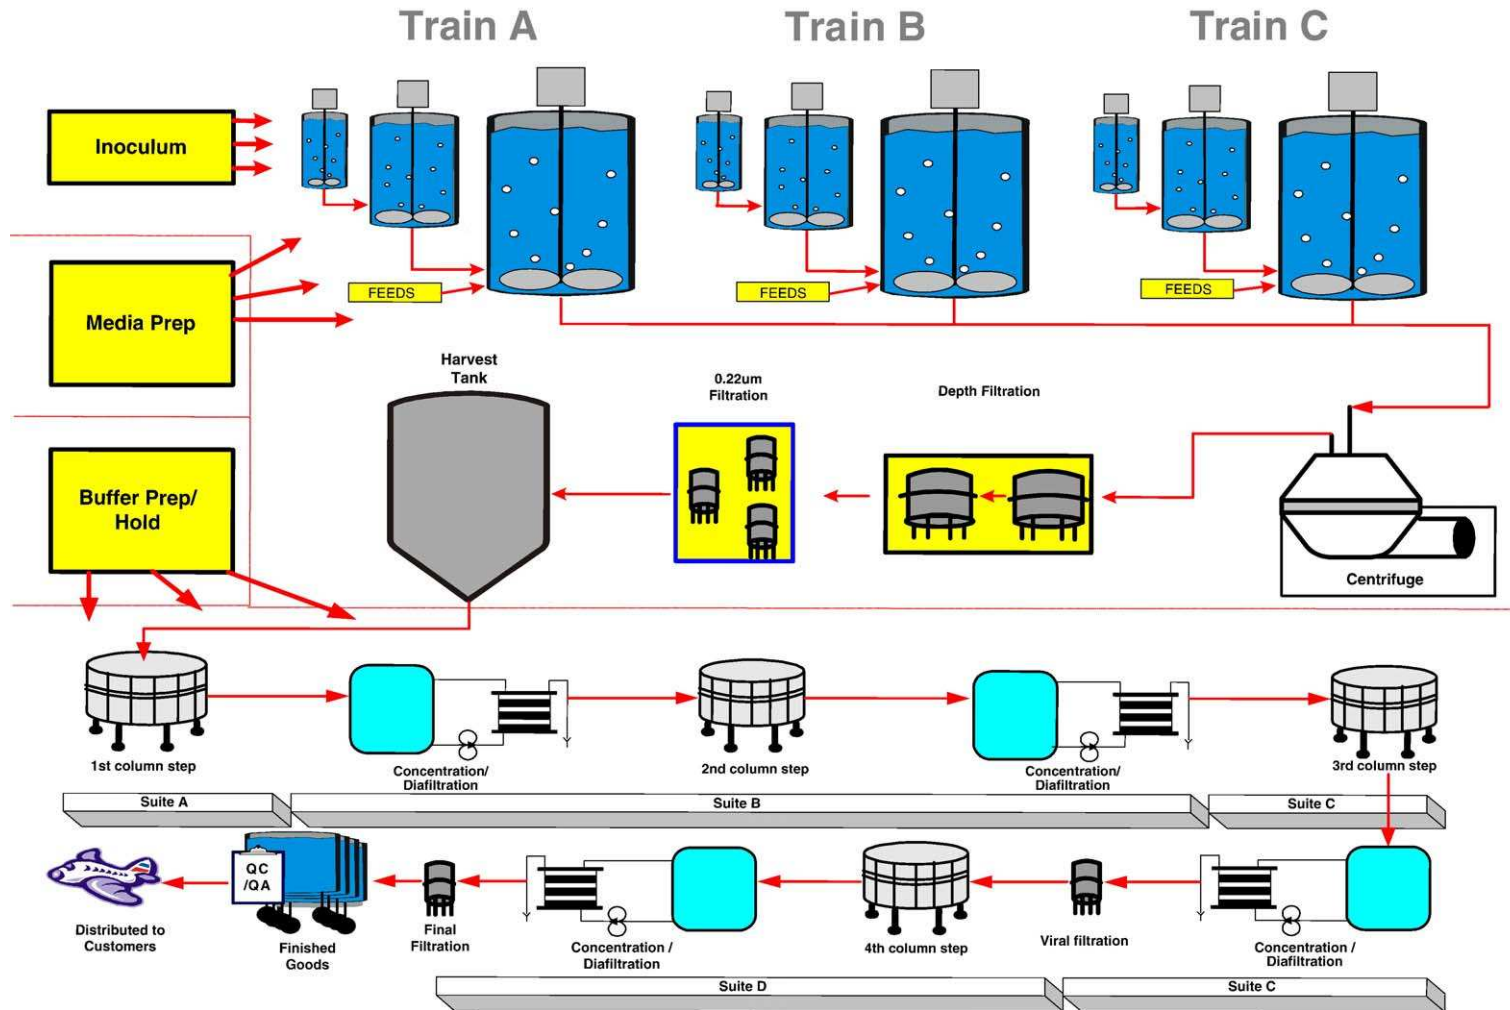 Train A
Train B
Train C
Inoculum
FEEDS
FEEDS
FEEDS
Media Prep
Harvest
Tank
0.22um
Filtration
Depth Filtration
Buffer Prep/
Hold
Centrifuge
1st column step
Concentration/
Diafiltration
2nd column step
Concentration/
Diafiltration
3rd column step
Suite A
Suite B
Suite C
QC
/QA
Distributed to
Customers
Finished
Goods
Final
Filtration
Concentration /
Diafiltration
4th column step
Viral filtration
Concentration /
Diafiltration
Suite D
Suite C